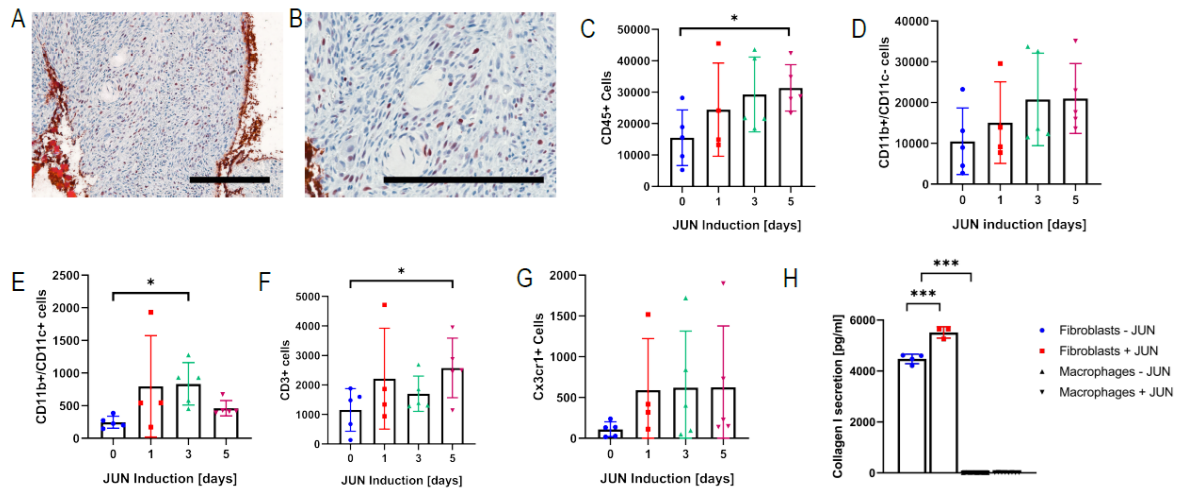 A
B
C
*
CD45+ Cells
50000
40000
30000
20000
10000
0
0 1 3 5
JUN Induction [days]
D
CD11b+/CD11c- cells
40000
30000
20000
10000
0
0 1 3 5
JUN induction [days]
E
*
CD11b+/CD11c+ cells
2500
2000
1500
1000
500
0
0 1 3 5
JUN Induction [days]
F
*
CD3+ cells
5000
4000
3000
2000
1000
0
0 1 3 5
JUN Induction [days]
G
Cx3cr1+ Cells
2000
1500
1000
500
0
0 1 3 5
JUN Induction [days]
H
***
***
Collagen I secretion [pg/ml]
6000
4000
2000
0
Fibroblasts - JUN
Fibroblasts + JUN
Macrophages - JUN
Macrophages + JUN